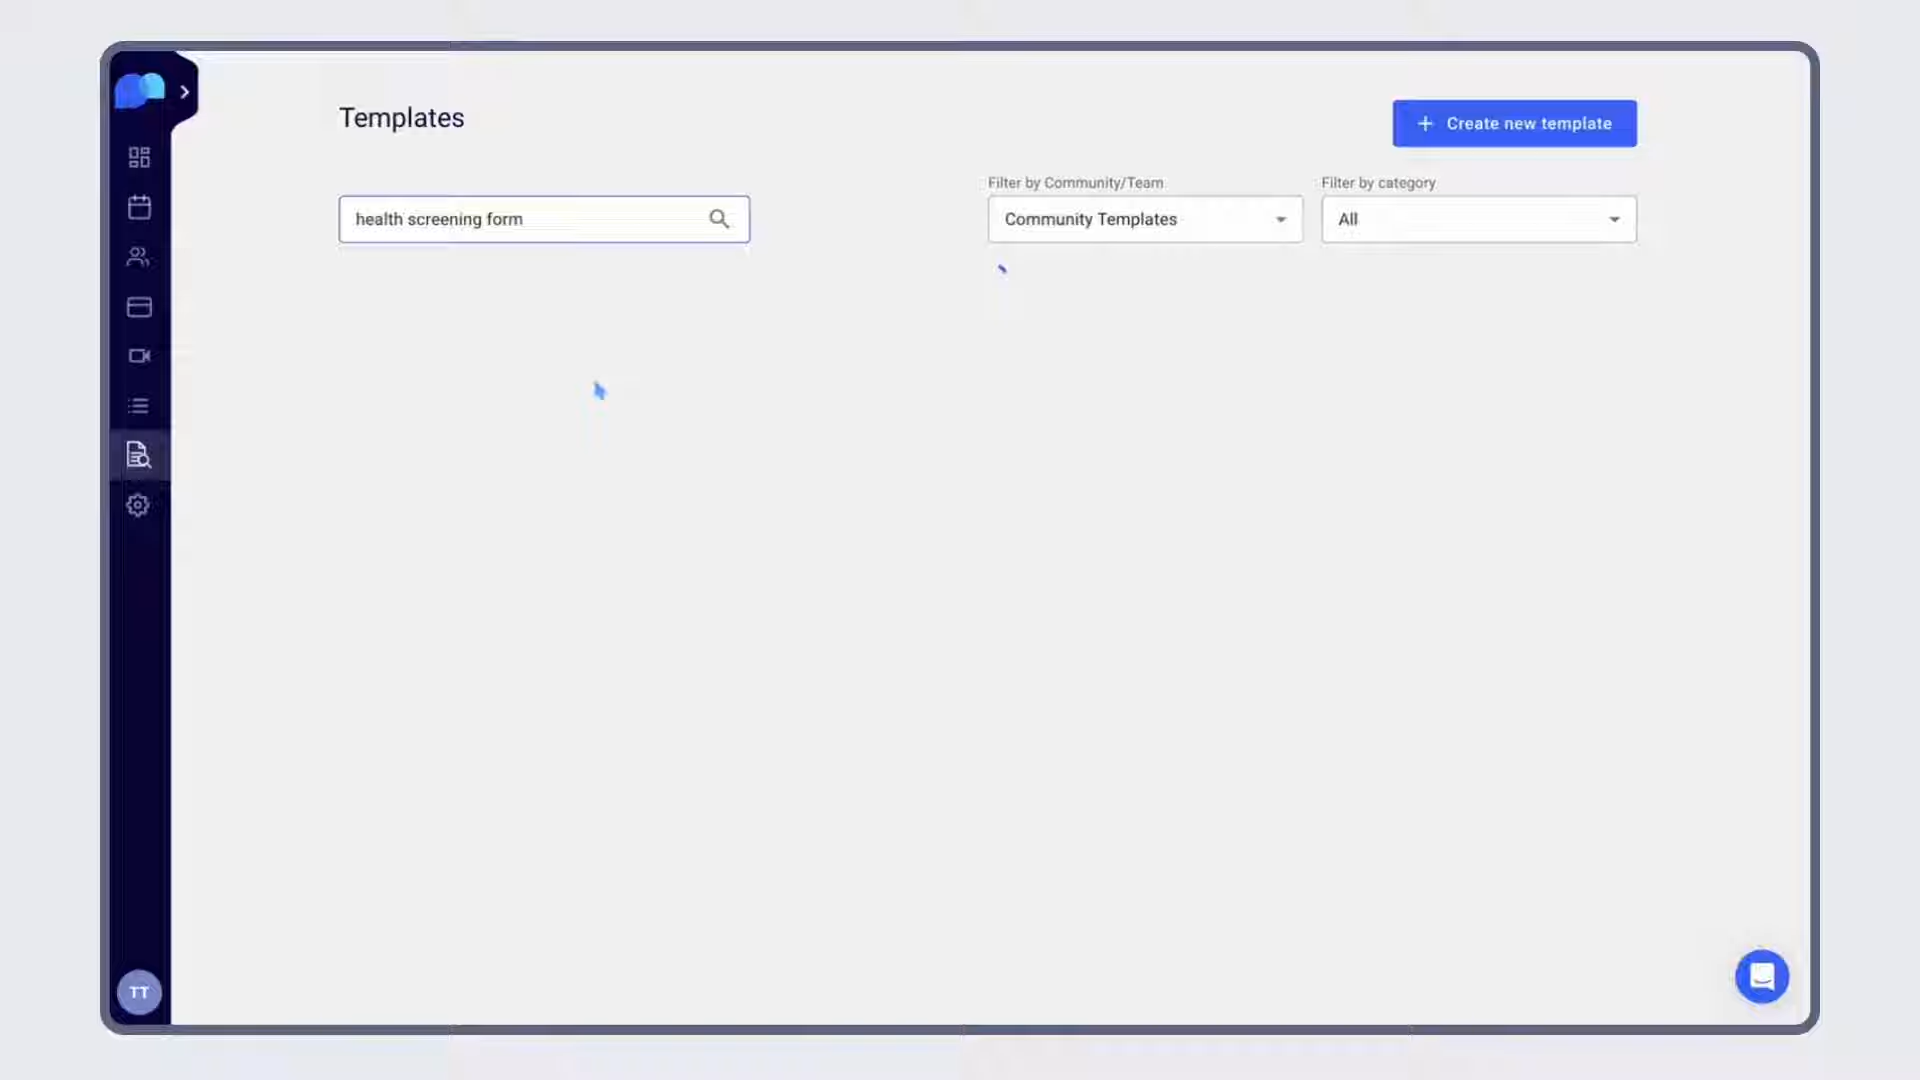 Templates
+ Create new template
Filter by Community/Team
Filter by category
health screening form
Community Templates
All
TT